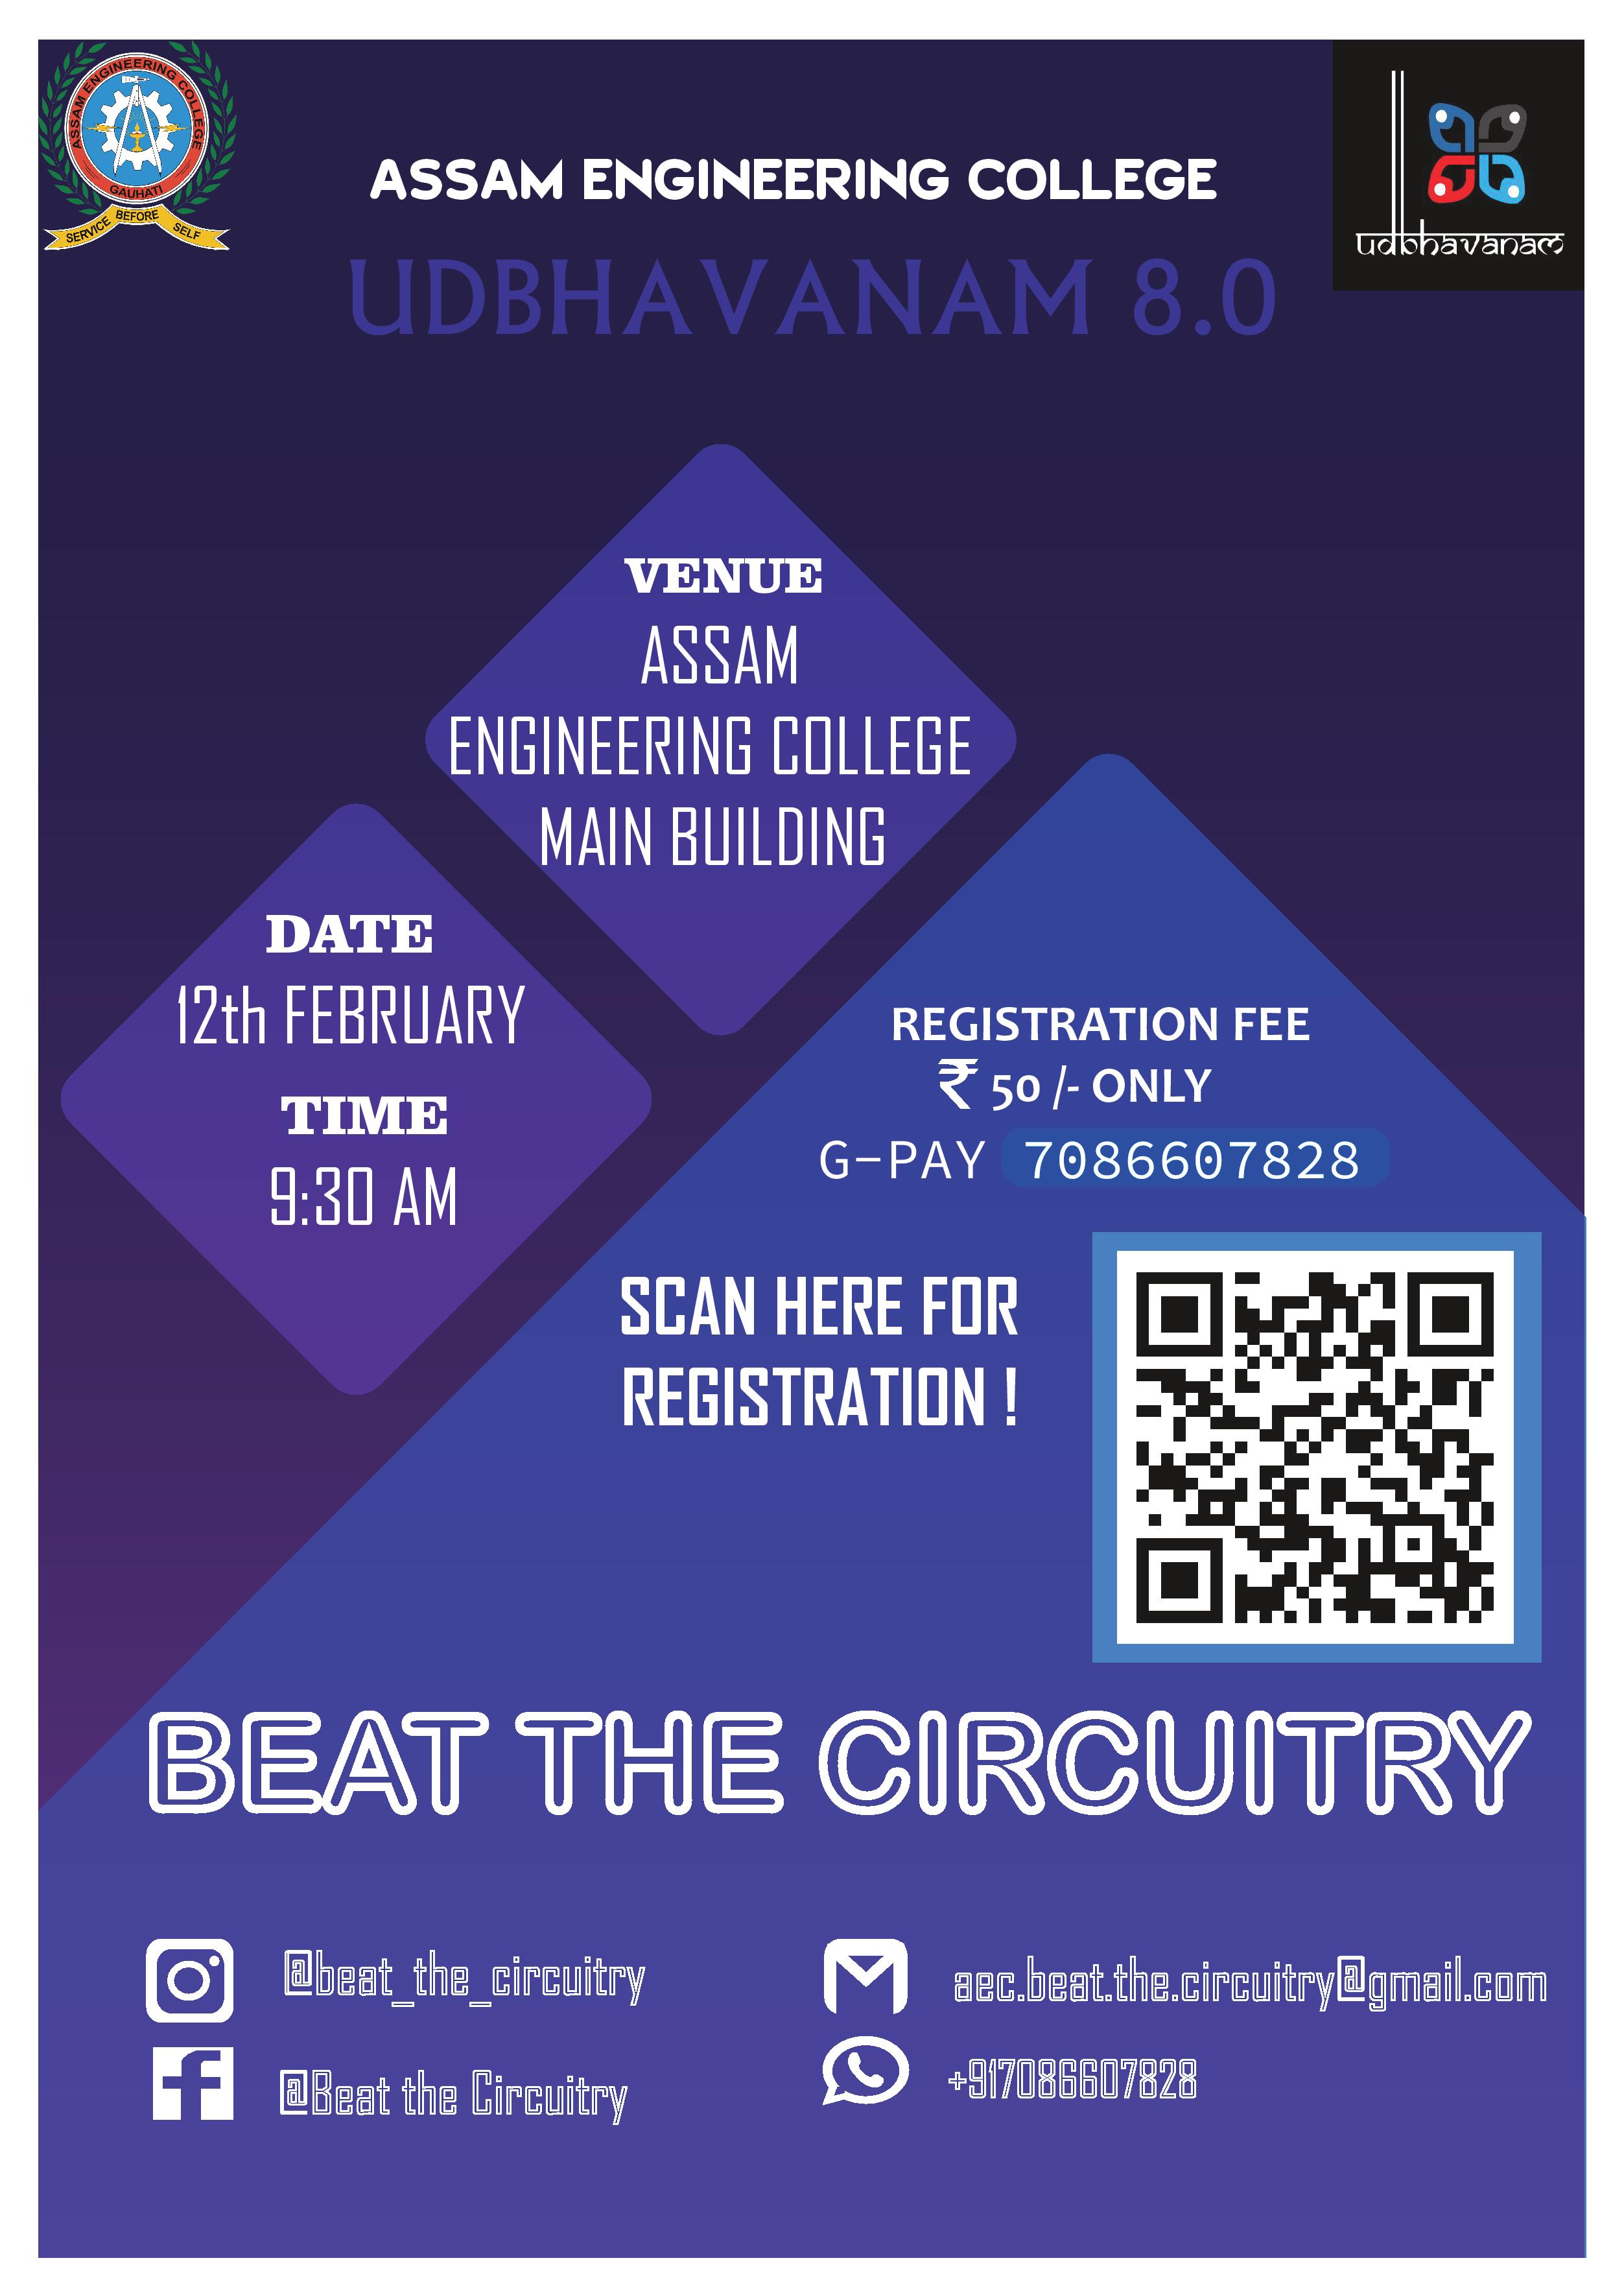 ASSAM ENGINEERING COLLEGE
GAUHATI
SERVICE BEFORE SELF
udbhavanam
ASSAM ENGINEERING COLLEGE
UDBHAVANAM 8.0
VENUE
ASSAM
ENGINEERING COLLEGE
MAIN BUILDING
DATE
12th FEBRUARY
TIME
9:30 AM
REGISTRATION FEE
₹ 50 /- ONLY
G-PAY 7086607828
SCAN HERE FOR
REGISTRATION !
BEAT THE CIRCUITRY
@beat_the_circuitry
aec.beat.the.circuitry@gmail.com
@Beat the Circuitry
+917086607828